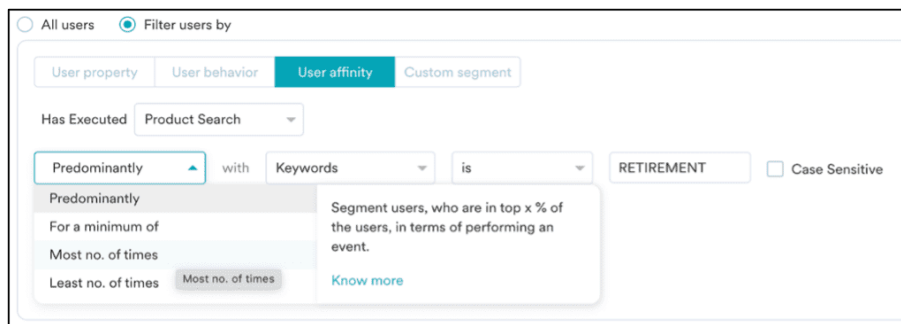 All users Filter users by
User property User behavior User affinity Custom segment
Has Executed Product Search
Predominantly with Keywords is RETIREMENT Case Sensitive
Predominantly
For a minimum of
Most no. of times
Least no. of times
Most no. of times
Segment users, who are in top x % of
the users, in terms of performing an
event.
Know more